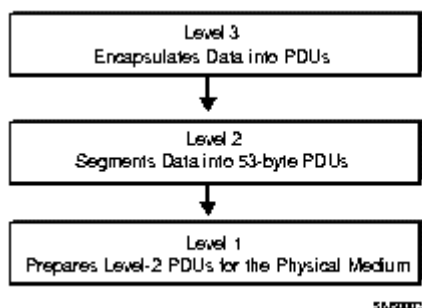 Level 3
Encapsulates Data into PDUs
Level 2
Segments Data into 53-byte PDUs
Level 1
Prepares Level-2 PDUs for the Physical Medium